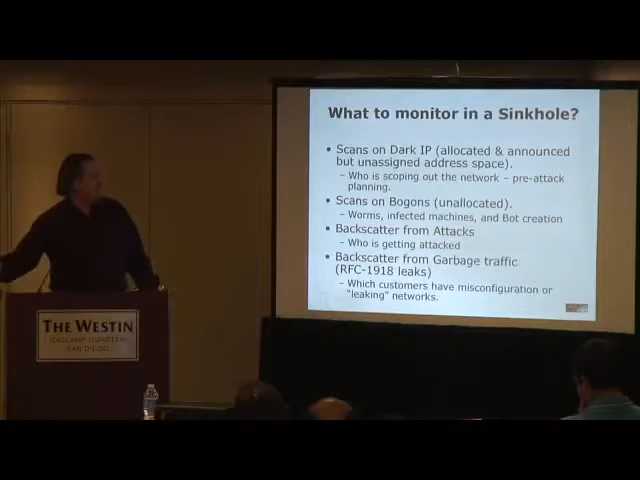 What to monitor in a Sinkhole?
• Scans on Dark IP (allocated & announced
but unassigned address space).
– Who is scoping out the network – pre-attack
planning.
• Scans on Bogons (unallocated).
– Worms, infected machines, and Bot creation
• Backscatter from Attacks
– Who is getting attacked
• Backscatter from Garbage traffic
(RFC-1918 leaks)
– Which customers have misconfiguration or
"leaking" networks.
THE WESTIN
GASLAMP QUARTER
SAN DIEGO